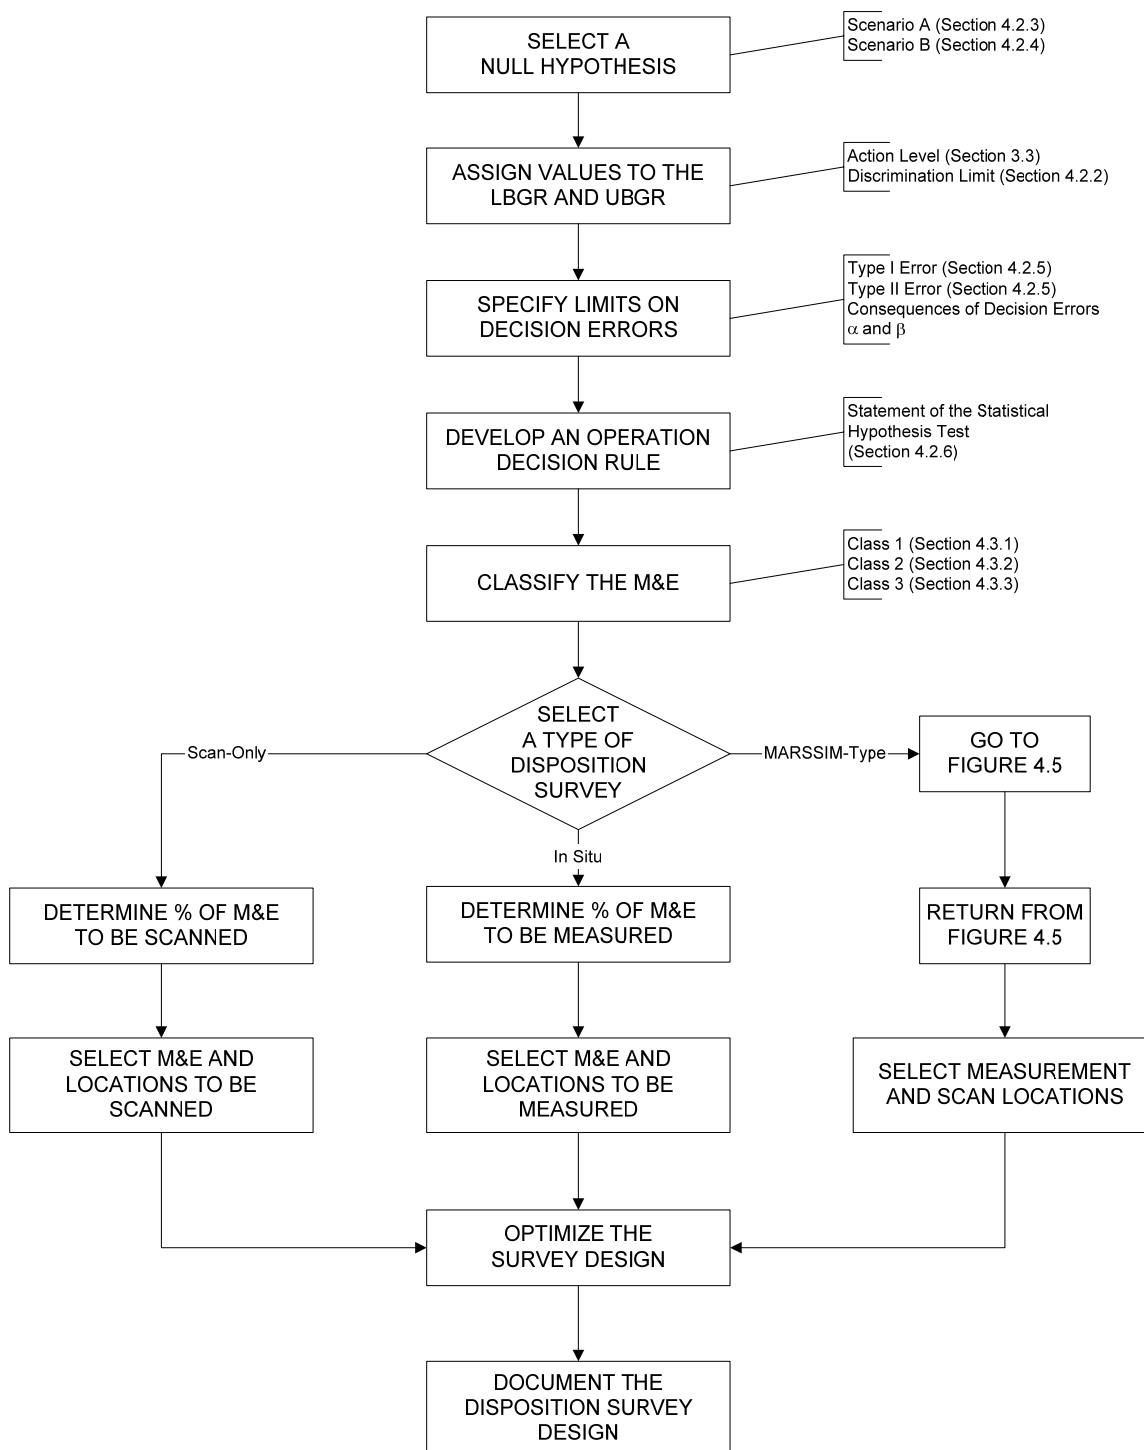 SELECT A
NULL HYPOTHESIS
Scenario A (Section 4.2.3)
Scenario B (Section 4.2.4)
ASSIGN VALUES TO THE
LBGR AND UBGR
Action Level (Section 3.3)
Discrimination Limit (Section 4.2.2)
SPECIFY LIMITS ON
DECISION ERRORS
Type I Error (Section 4.2.5)
Type II Error (Section 4.2.5)
Consequences of Decision Errors
α and β
DEVELOP AN OPERATION
DECISION RULE
Statement of the Statistical
Hypothesis Test
(Section 4.2.6)
CLASSIFY THE M&E
Class 1 (Section 4.3.1)
Class 2 (Section 4.3.2)
Class 3 (Section 4.3.3)
SELECT
A TYPE OF
DISPOSITION
SURVEY
Scan-Only
In Situ
MARSSIM-Type
GO TO
FIGURE 4.5
DETERMINE % OF M&E
TO BE SCANNED
DETERMINE % OF M&E
TO BE MEASURED
RETURN FROM
FIGURE 4.5
SELECT M&E AND
LOCATIONS TO BE
SCANNED
SELECT M&E AND
LOCATIONS TO BE
MEASURED
SELECT MEASUREMENT
AND SCAN LOCATIONS
OPTIMIZE THE
SURVEY DESIGN
DOCUMENT THE
DISPOSITION SURVEY
DESIGN